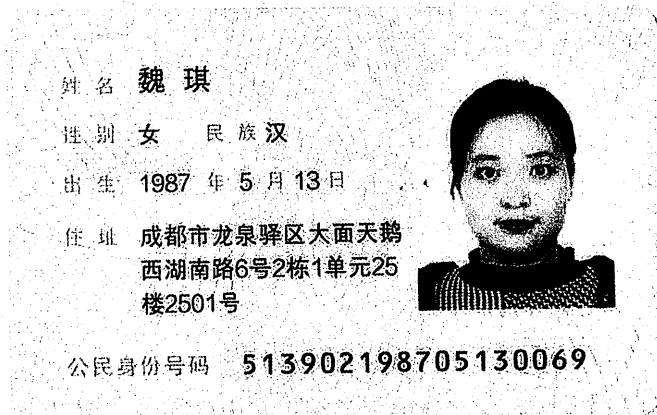 姓名 魏琪
性别 女 民族 汉
出生 1987 年 5 月 13 日
住址 成都市龙泉驿区大面天鹅
西湖南路6号2栋1单元25
楼2501号
公民身份号码 513902198705130069